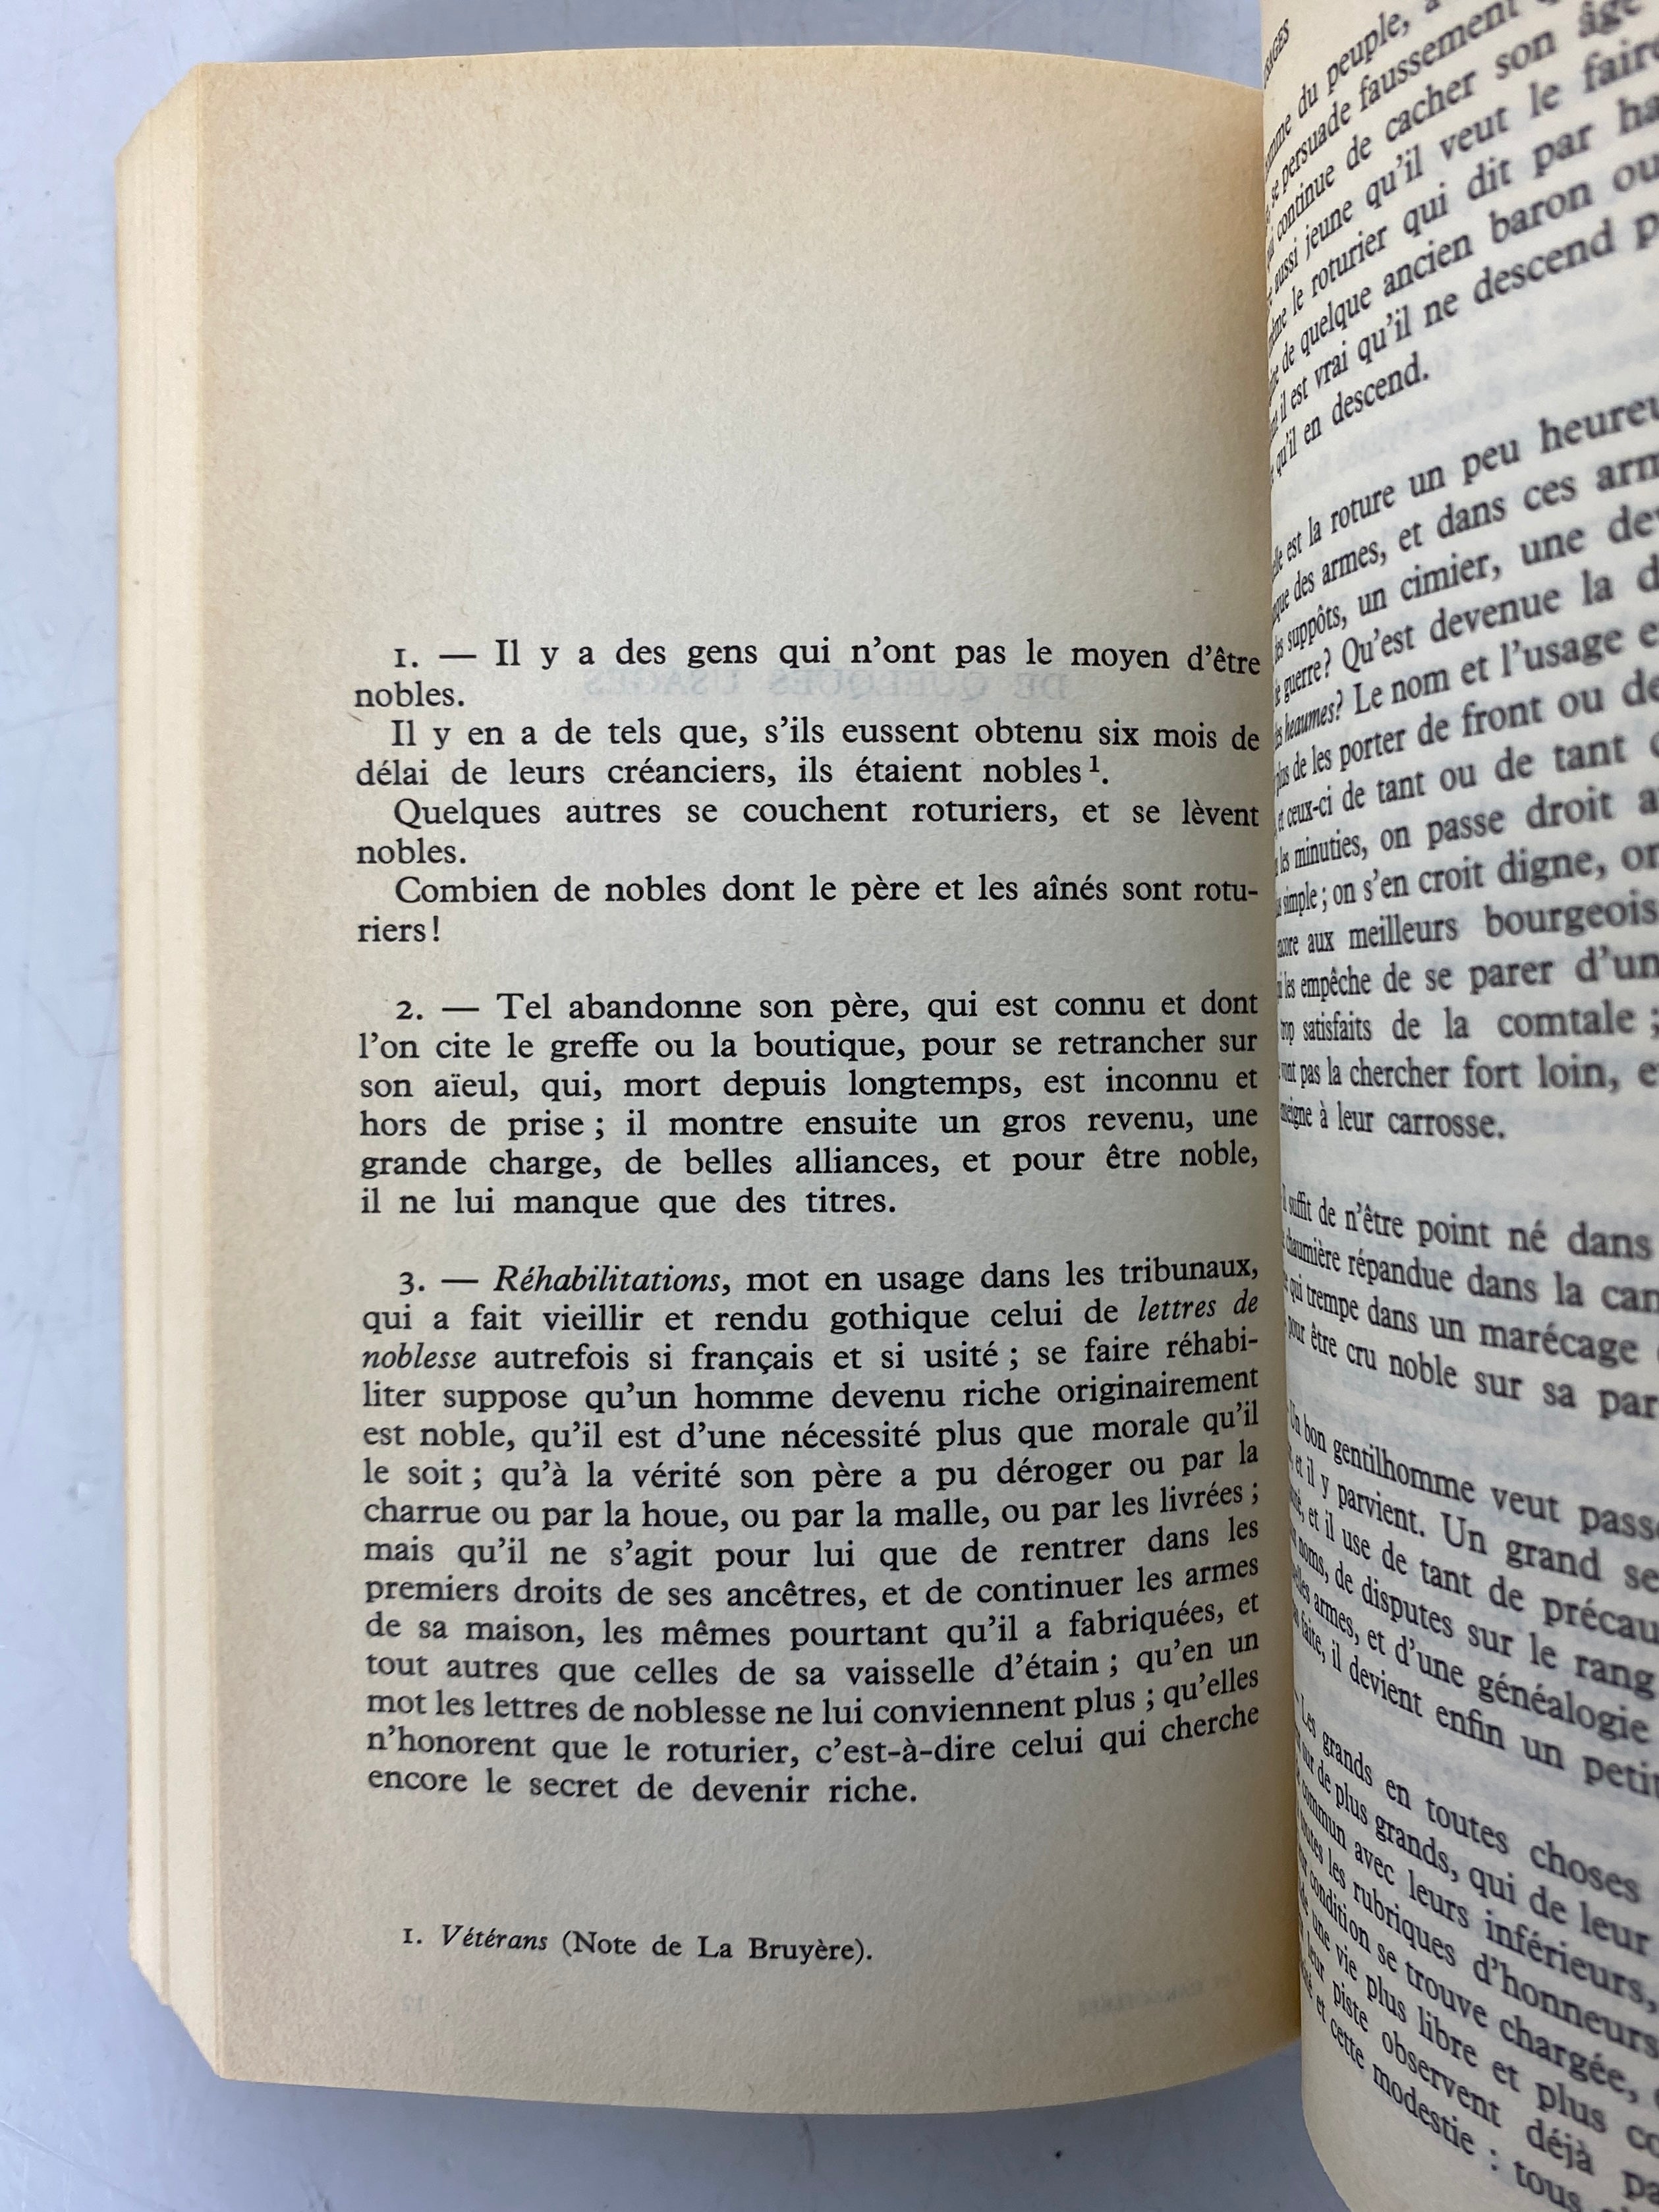 1. — Il y a des gens qui n'ont pas le moyen d'être
nobles.
Il y en a de tels que, s'ils eussent obtenu six mois de
délai de leurs créanciers, ils étaient nobles¹.
Quelques autres se couchent roturiers, et se lèvent
nobles.
Combien de nobles dont le père et les aînés sont rotu-
riers!
2. — Tel abandonne son père, qui est connu et dont
l'on cite le greffe ou la boutique, pour se retrancher sur
son aïeul, qui, mort depuis longtemps, est inconnu et
hors de prise ; il montre ensuite un gros revenu, une
grande charge, de belles alliances, et pour être noble,
il ne lui manque que des titres.
3. — Réhabilitations, mot en usage dans les tribunaux,
qui a fait vieillir et rendu gothique celui de lettres de
noblesse autrefois si français et si usité ; se faire réhabi-
liter suppose qu'un homme devenu riche originairement
est noble, qu'il est d'une nécessité plus que morale qu'il
le soit ; qu'à la vérité son père a pu déroger ou par la
charrue ou par la houe, ou par la malle, ou par les livrées ;
mais qu'il ne s'agit pour lui que de rentrer dans les
premiers droits de ses ancêtres, et de continuer les armes
de sa maison, les mêmes pourtant qu'il a fabriquées, et
tout autres que celles de sa vaisselle d'étain ; qu'en un
mot les lettres de noblesse ne lui conviennent plus ; qu'elles
n'honorent que le roturier, c'est-à-dire celui qui cherche
encore le secret de devenir riche.
1. Vétérans (Note de La Bruyère).
du peuple,
se persuade faussement
continue de cacher son âge
aussi jeune qu'il veut le faire
le roturier qui dit par
de quelque ancien baron ou
il est vrai qu'il ne descend
qu'il en descend.
est la roture un peu
des armes, et dans ces
suppôts, un cimier, une
guerre? Qu'est devenue la
heaumes? Le nom et l'usage
de les porter de front ou
et ceux-ci de tant ou de tant
les minuties, on passe droit
simple ; on s'en croit digne,
aux meilleurs bourgeois
les empêche de se parer d'un
satisfaits de la comtale ;
pas la chercher fort loin,
à leur carrosse.
suffit de n'être point né dans
chaumière répandue dans la
qui trempe dans un marécage
pour être cru noble sur sa
Un bon gentilhomme veut
et il y parvient. Un grand
et il use de tant de
noms, de disputes sur le rang
armes, et d'une généalogie
faite, il devient enfin un
Les grands en toutes choses
sur de plus grands, qui de leur
commun avec leurs inférieurs,
les rubriques d'honneurs
condition se trouve chargée,
une vie plus libre et plus
leur piste observent déjà
et cette modestie : tous